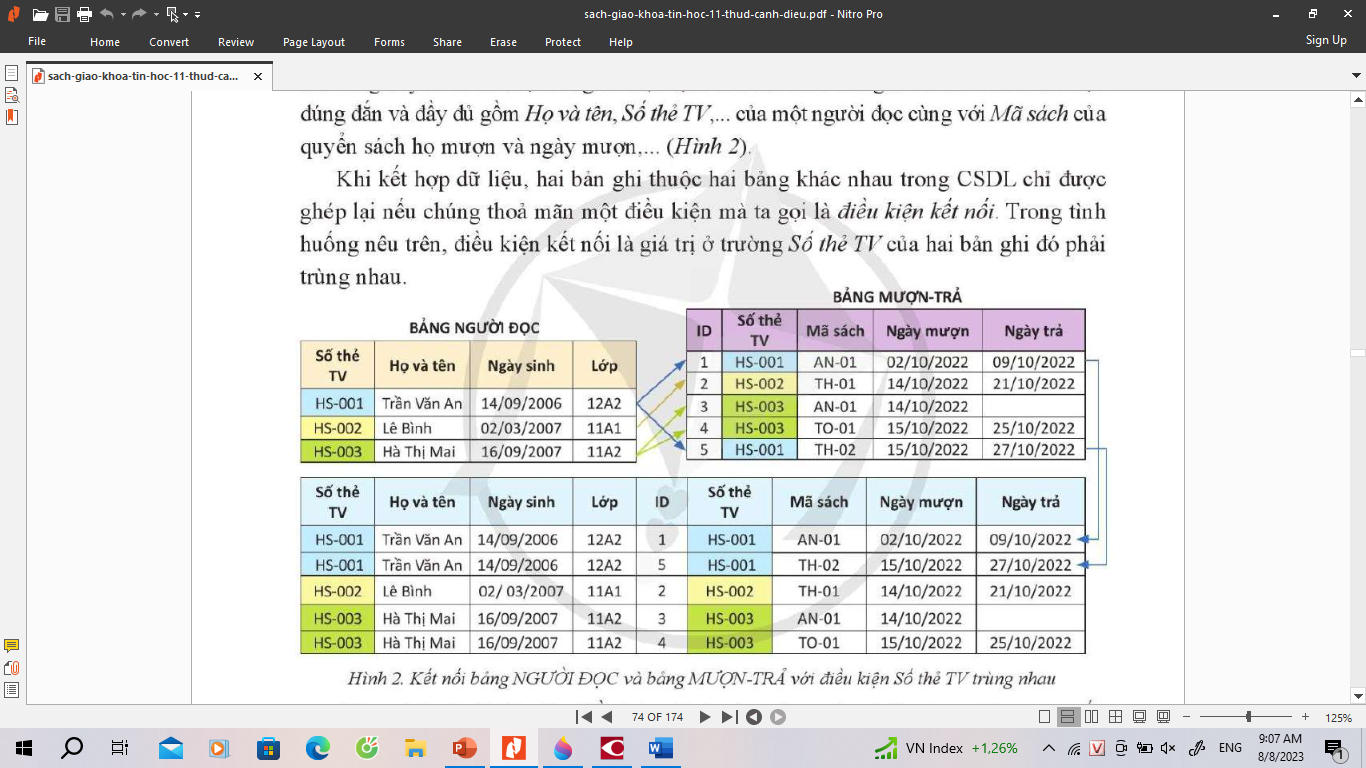 sach-giao-khoa-tin-hoc-11-thud-canh-dieu.pdf - Nitro Pro
File Home Convert Review Page Layout Forms Share Erase Protect Help Sign Up
sach-giao-khoa-tin-hoc-11-thud-ca...
đúng đắn và đầy đủ gồm Họ và tên, Số thẻ TV,... của một người đọc cùng với Mã sách của
quyển sách họ mượn và ngày mượn,... (Hình 2).
Khi kết hợp dữ liệu, hai bản ghi thuộc hai bảng khác nhau trong CSDL chỉ được
ghép lại nếu chúng thoả mãn một điều kiện mà ta gọi là điều kiện kết nối. Trong tình
huống nêu trên, điều kiện kết nối là giá trị ở trường Số thẻ TV của hai bản ghi đó phải
trùng nhau.
BẢNG NGƯỜI ĐỌC
Số thẻ TV Họ và tên Ngày sinh Lớp
HS-001 Trần Văn An 14/09/2006 12A2
HS-002 Lê Bình 02/03/2007 11A1
HS-003 Hà Thị Mai 16/09/2007 11A2
BẢNG MƯỢN-TRẢ
ID Số thẻ TV Mã sách Ngày mượn Ngày trả
1 HS-001 AN-01 02/10/2022 09/10/2022
2 HS-002 TH-01 14/10/2022 21/10/2022
3 HS-003 AN-01 14/10/2022
4 HS-003 TO-01 15/10/2022 25/10/2022
5 HS-001 TH-02 15/10/2022 27/10/2022
Số thẻ TV Họ và tên Ngày sinh Lớp ID Số thẻ TV Mã sách Ngày mượn Ngày trả
HS-001 Trần Văn An 14/09/2006 12A2 1 HS-001 AN-01 02/10/2022 09/10/2022
HS-001 Trần Văn An 14/09/2006 12A2 5 HS-001 TH-02 15/10/2022 27/10/2022
HS-002 Lê Bình 02/ 03/2007 11A1 2 HS-002 TH-01 14/10/2022 21/10/2022
HS-003 Hà Thị Mai 16/09/2007 11A2 3 HS-003 AN-01 14/10/2022
HS-003 Hà Thị Mai 16/09/2007 11A2 4 HS-003 TO-01 15/10/2022 25/10/2022
Hình 2. Kết nối bảng NGƯỜI ĐỌC và bảng MƯỢN-TRẢ với điều kiện Số thẻ TV trùng nhau
74 OF 174
125%
VN Index +1,26%
ENG
9:07 AM
8/8/2023
1